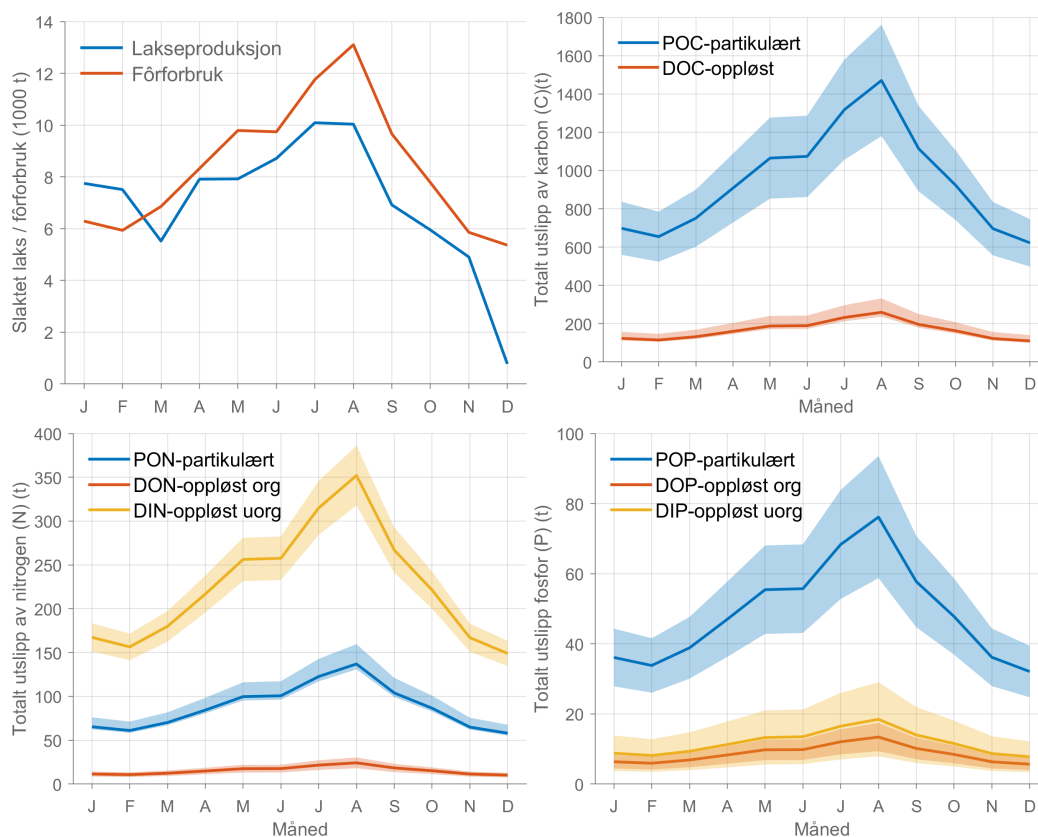 Slaktet laks / fôrforbruk (1000 t)
14
12
10
8
6
4
2
0
Lakseproduksjon
Fôrforbruk
J F M A M J J A S O N D
Totalt utslipp av karbon (C)(t)
1800
1600
1400
1200
1000
800
600
400
200
0
POC-partikulært
DOC-oppløst
J F M A M J J A S O N D
Måned
Totalt utslipp av nitrogen (N) (t)
400
350
300
250
200
150
100
50
0
PON-partikulært
DON-oppløst org
DIN-oppløst uorg
J F M A M J J A S O N D
Måned
Totalt utslipp fosfor (P) (t)
100
80
60
40
20
0
POP-partikulært
DOP-oppløst org
DIP-oppløst uorg
J F M A M J J A S O N D
Måned